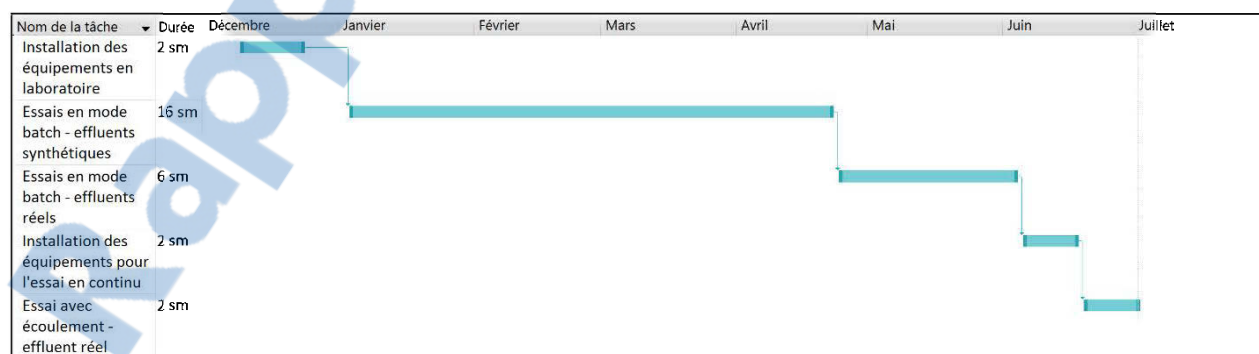 Nom de la tâche Durée Décembre Janvier Février Mars Avril Mai Juin Juillet
Installation des 2 sm
équipements en
laboratoire
Essais en mode 16 sm
batch - effluents
synthétiques
Essais en mode 6 sm
batch - effluents
réels
Installation des 2 sm
équipements pour
l'essai en continu
Essai avec 2 sm
écoulement -
effluent réel
Rapp